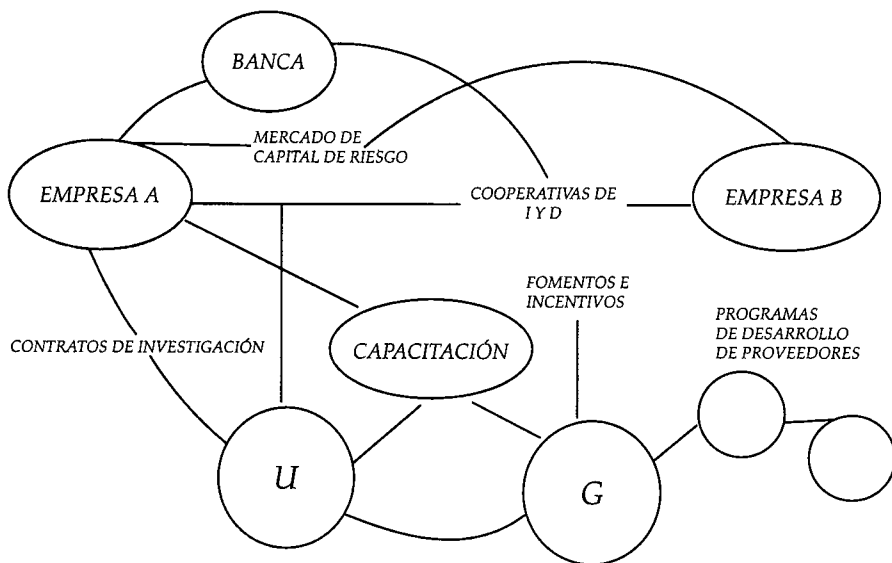 BANCA
MERCADO DE
CAPITAL DE RIESGO
EMPRESA A
COOPERATIVAS DE
I Y D
EMPRESA B
FOMENTOS E
INCENTIVOS
PROGRAMAS
DE DESARROLLO
DE PROVEEDORES
CONTRATOS DE INVESTIGACIÓN
CAPACITACIÓN
U
G